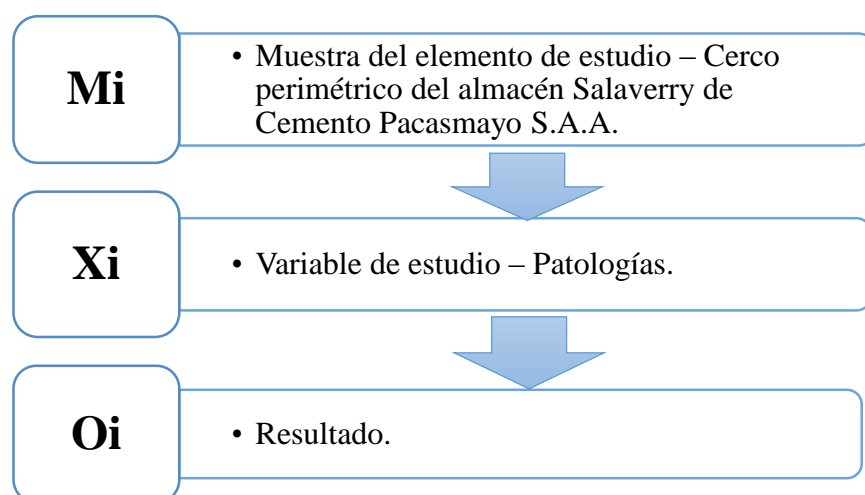 Mi
• Muestra del elemento de estudio – Cerco
perimétrico del almacén Salaverry de
Cemento Pacasmayo S.A.A.
Xi
• Variable de estudio – Patologías.
Oi
• Resultado.